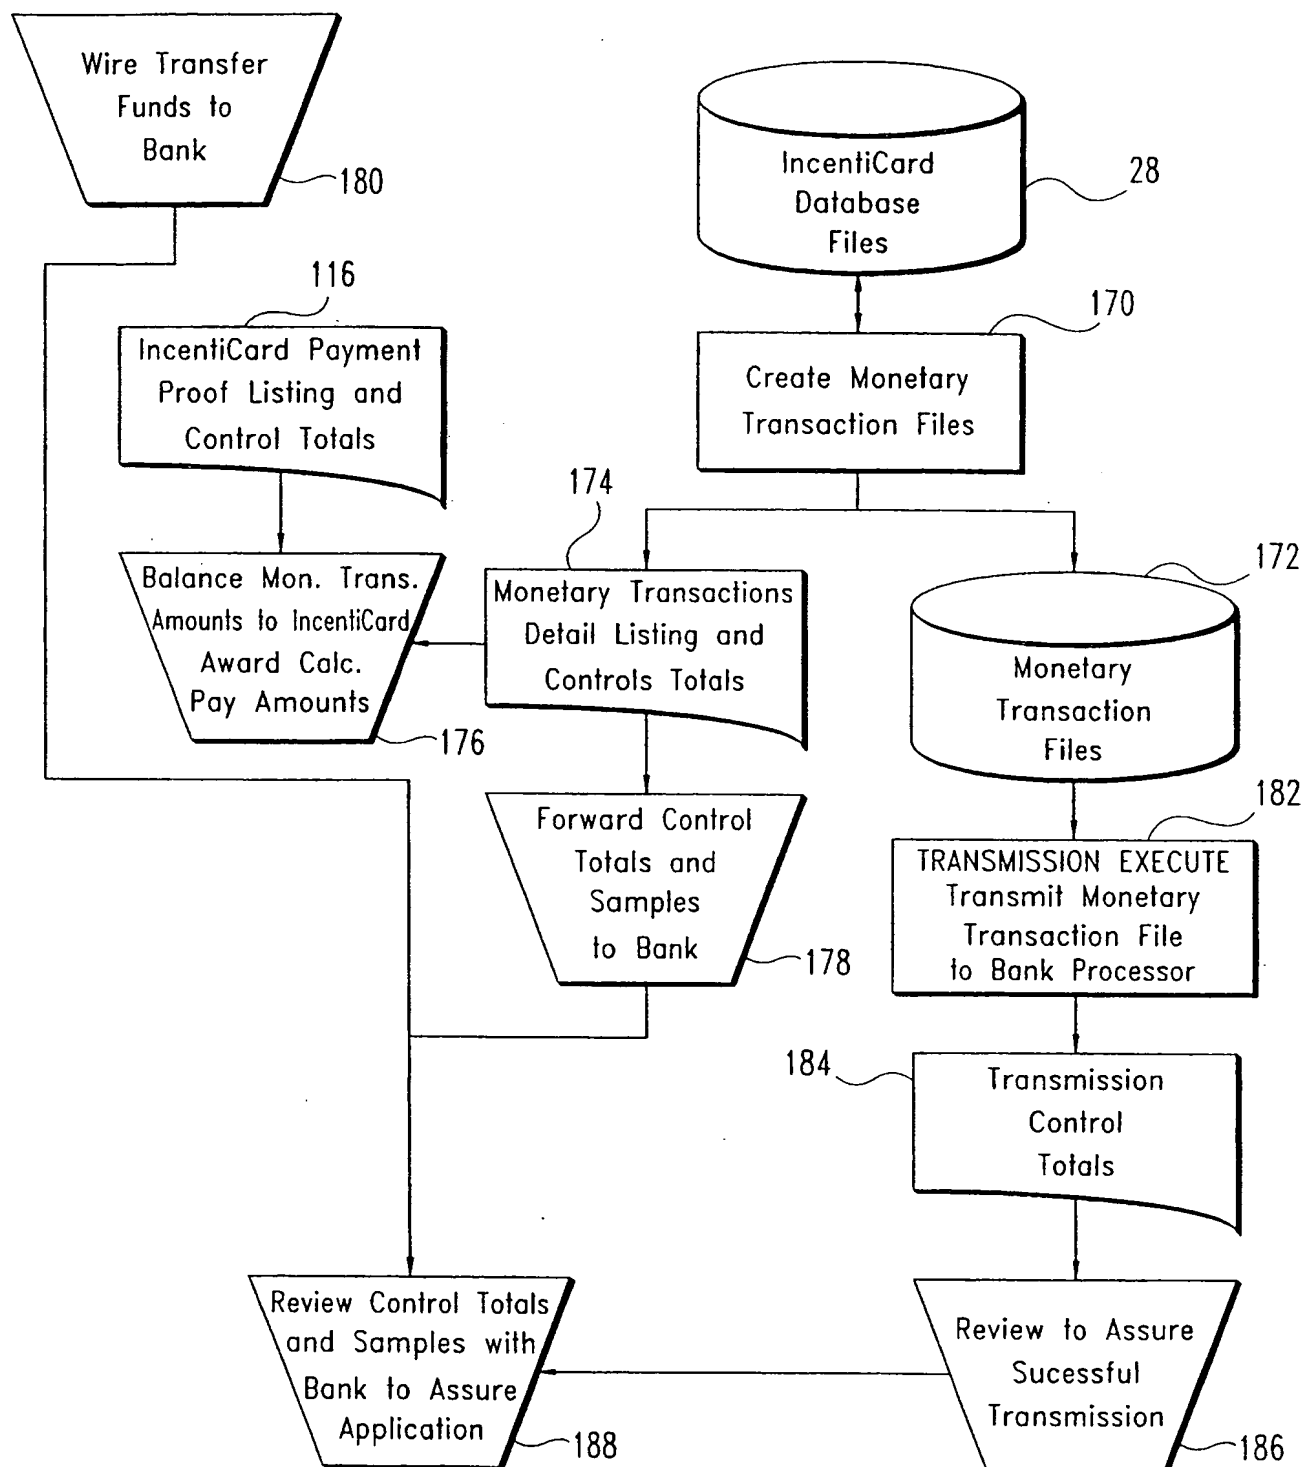 Wire Transfer
Funds to
Bank
180
IncentiCard
Database
Files
28
116
IncentiCard Payment
Proof Listing and
Control Totals
170
Create Monetary
Transaction Files
174
Monetary Transactions
Detail Listing and
Controls Totals
172
Monetary
Transaction
Files
Balance Mon. Trans.
Amounts to IncentiCard
Award Calc.
Pay Amounts
176
Forward Control
Totals and
Samples
to Bank
178
182
TRANSMISSION EXECUTE
Transmit Monetary
Transaction File
to Bank Processor
184
Transmission
Control
Totals
Review Control Totals
and Samples with
Bank to Assure
Application
188
Review to Assure
Sucessful
Transmission
186